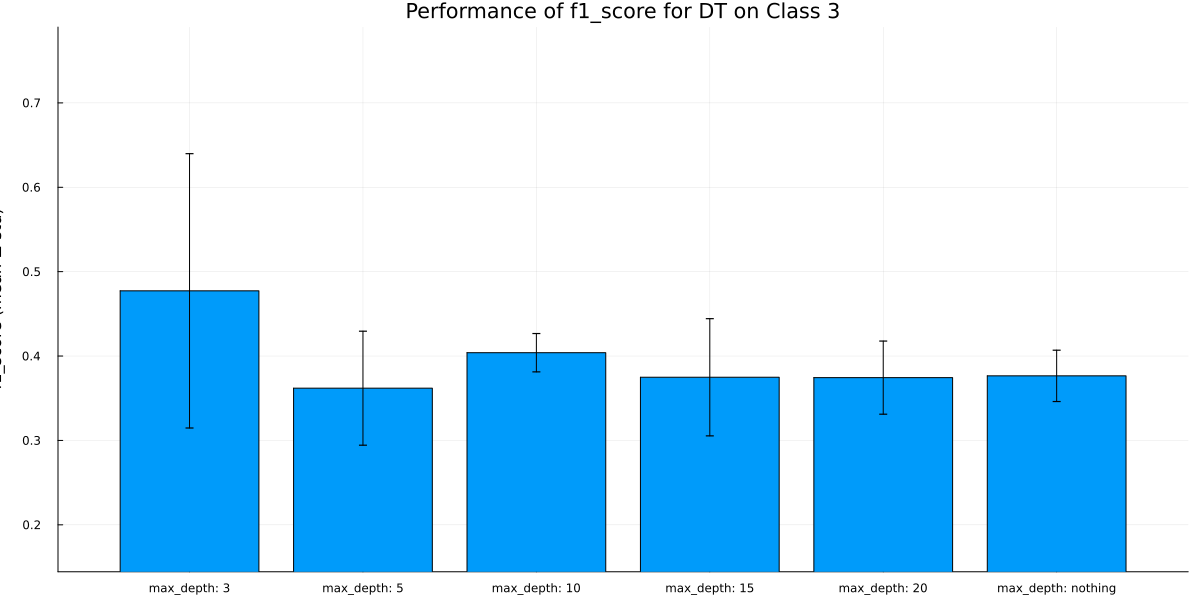 Performance of f1_score for DT on Class 3
0.7
0.6
0.5
0.4
0.3
0.2
max_depth: 3
max_depth: 5
max_depth: 10
max_depth: 15
max_depth: 20
max_depth: nothing